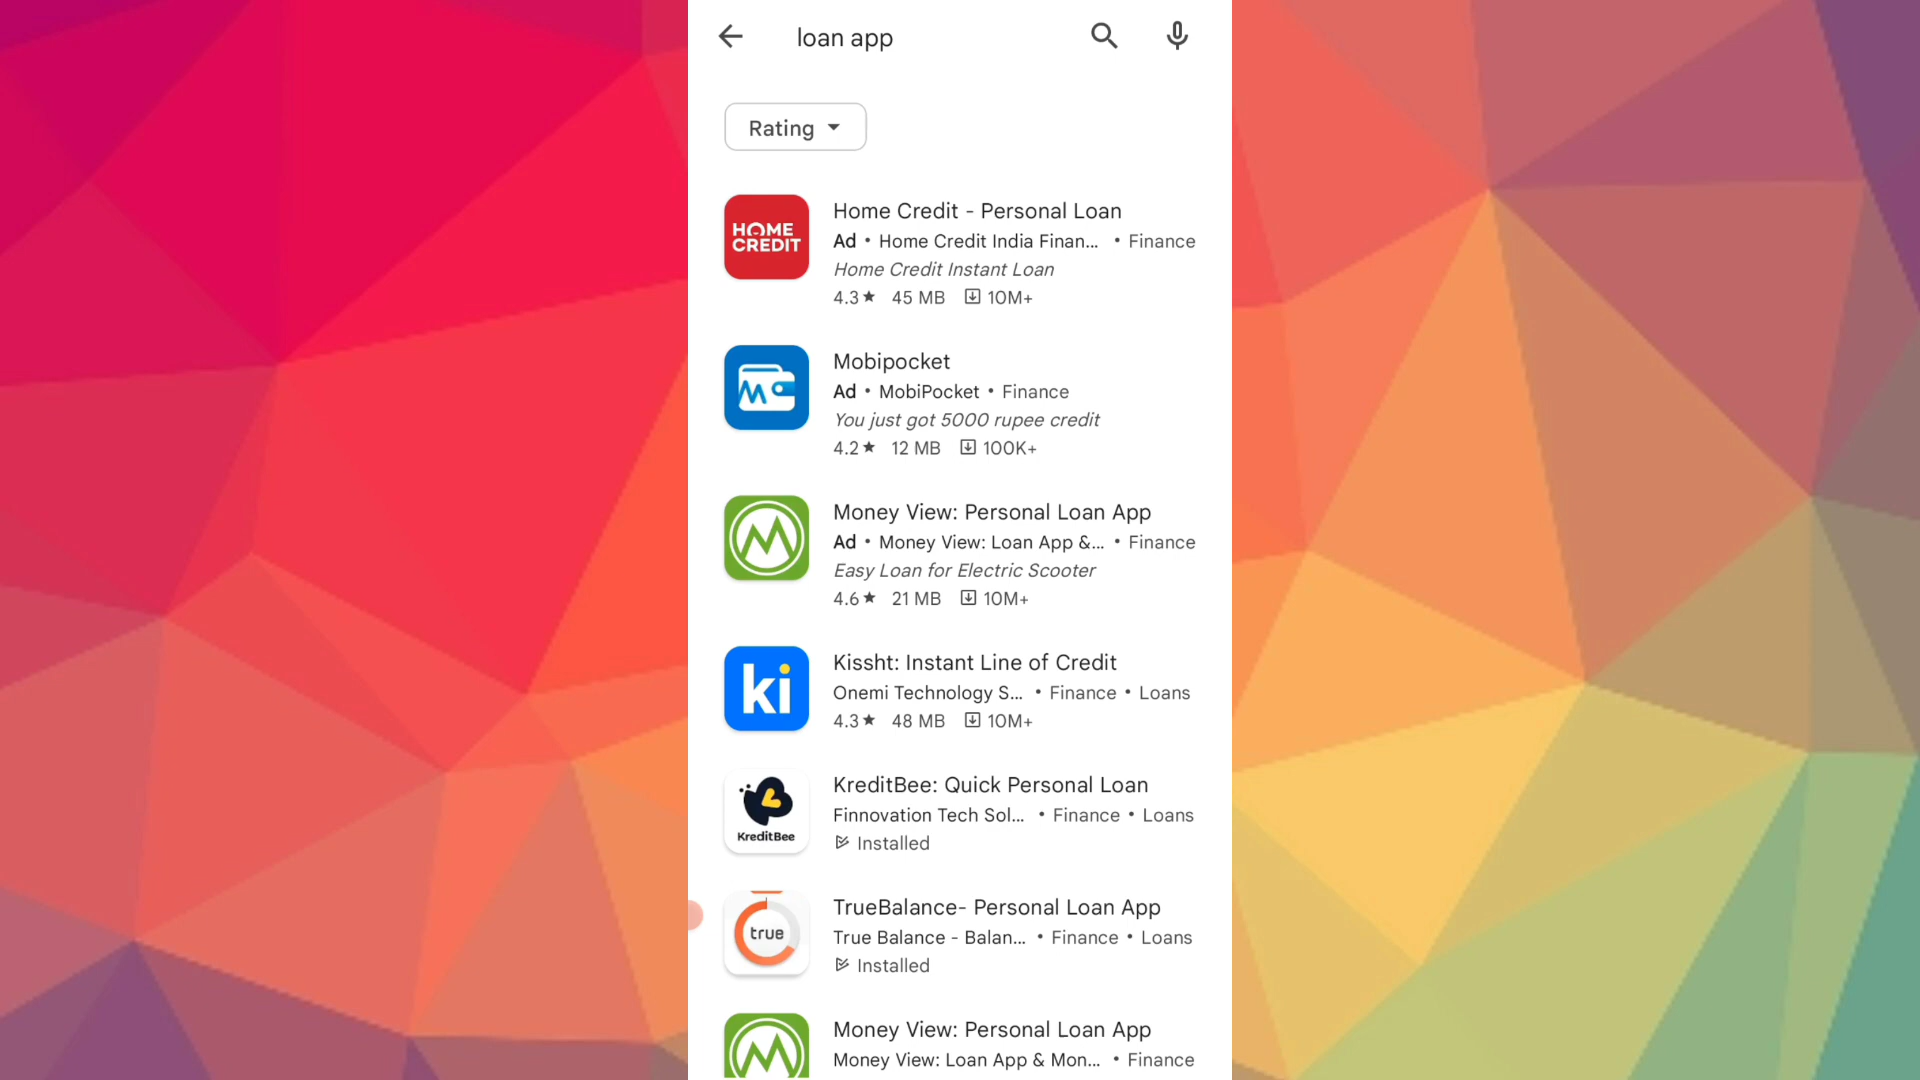 loan app
Rating
HOME
CREDIT
Home Credit - Personal Loan
Ad • Home Credit India Finan... • Finance
Home Credit Instant Loan
4.3★ 45 MB 10M+
Mobipocket
Ad • MobiPocket • Finance
You just got 5000 rupee credit
4.2★ 12 MB 100K+
Money View: Personal Loan App
Ad • Money View: Loan App &... • Finance
Easy Loan for Electric Scooter
4.6★ 21 MB 10M+
ki
Kissht: Instant Line of Credit
Onemi Technology S... • Finance • Loans
4.3★ 48 MB 10M+
KreditBee
KreditBee: Quick Personal Loan
Finnovation Tech Sol... • Finance • Loans
Installed
true
TrueBalance- Personal Loan App
True Balance - Balan... • Finance • Loans
Installed
Money View: Personal Loan App
Money View: Loan App & Mon... • Finance